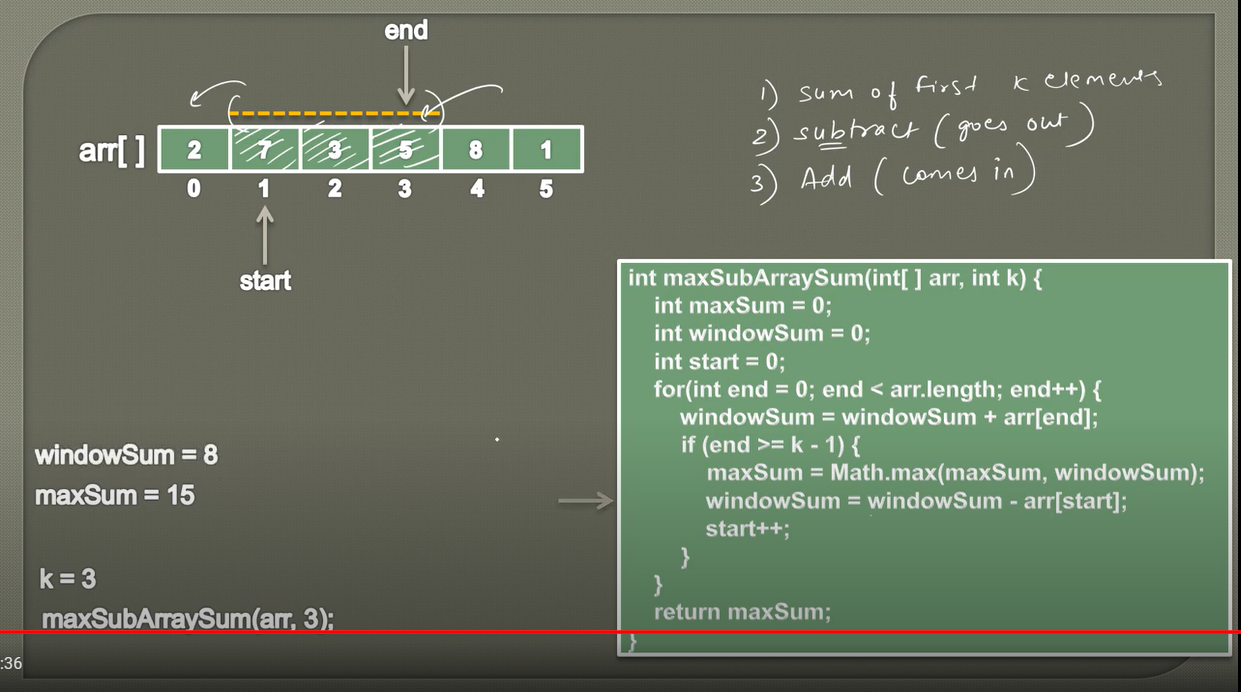 end
arr[ ] 2 7 3 5 8 1
0 1 2 3 4 5
start
1) sum of first k elements
2) subtract (goes out)
3) Add (comes in)
windowSum = 8
maxSum = 15
k = 3
maxSubArraySum(arr, 3);
int maxSubArraySum(int[ ] arr, int k) {
int maxSum = 0;
int windowSum = 0;
int start = 0;
for(int end = 0; end < arr.length; end++) {
windowSum = windowSum + arr[end];
if (end >= k - 1) {
maxSum = Math.max(maxSum, windowSum);
windowSum = windowSum - arr[start];
start++;
}
}
return maxSum;
}
:36